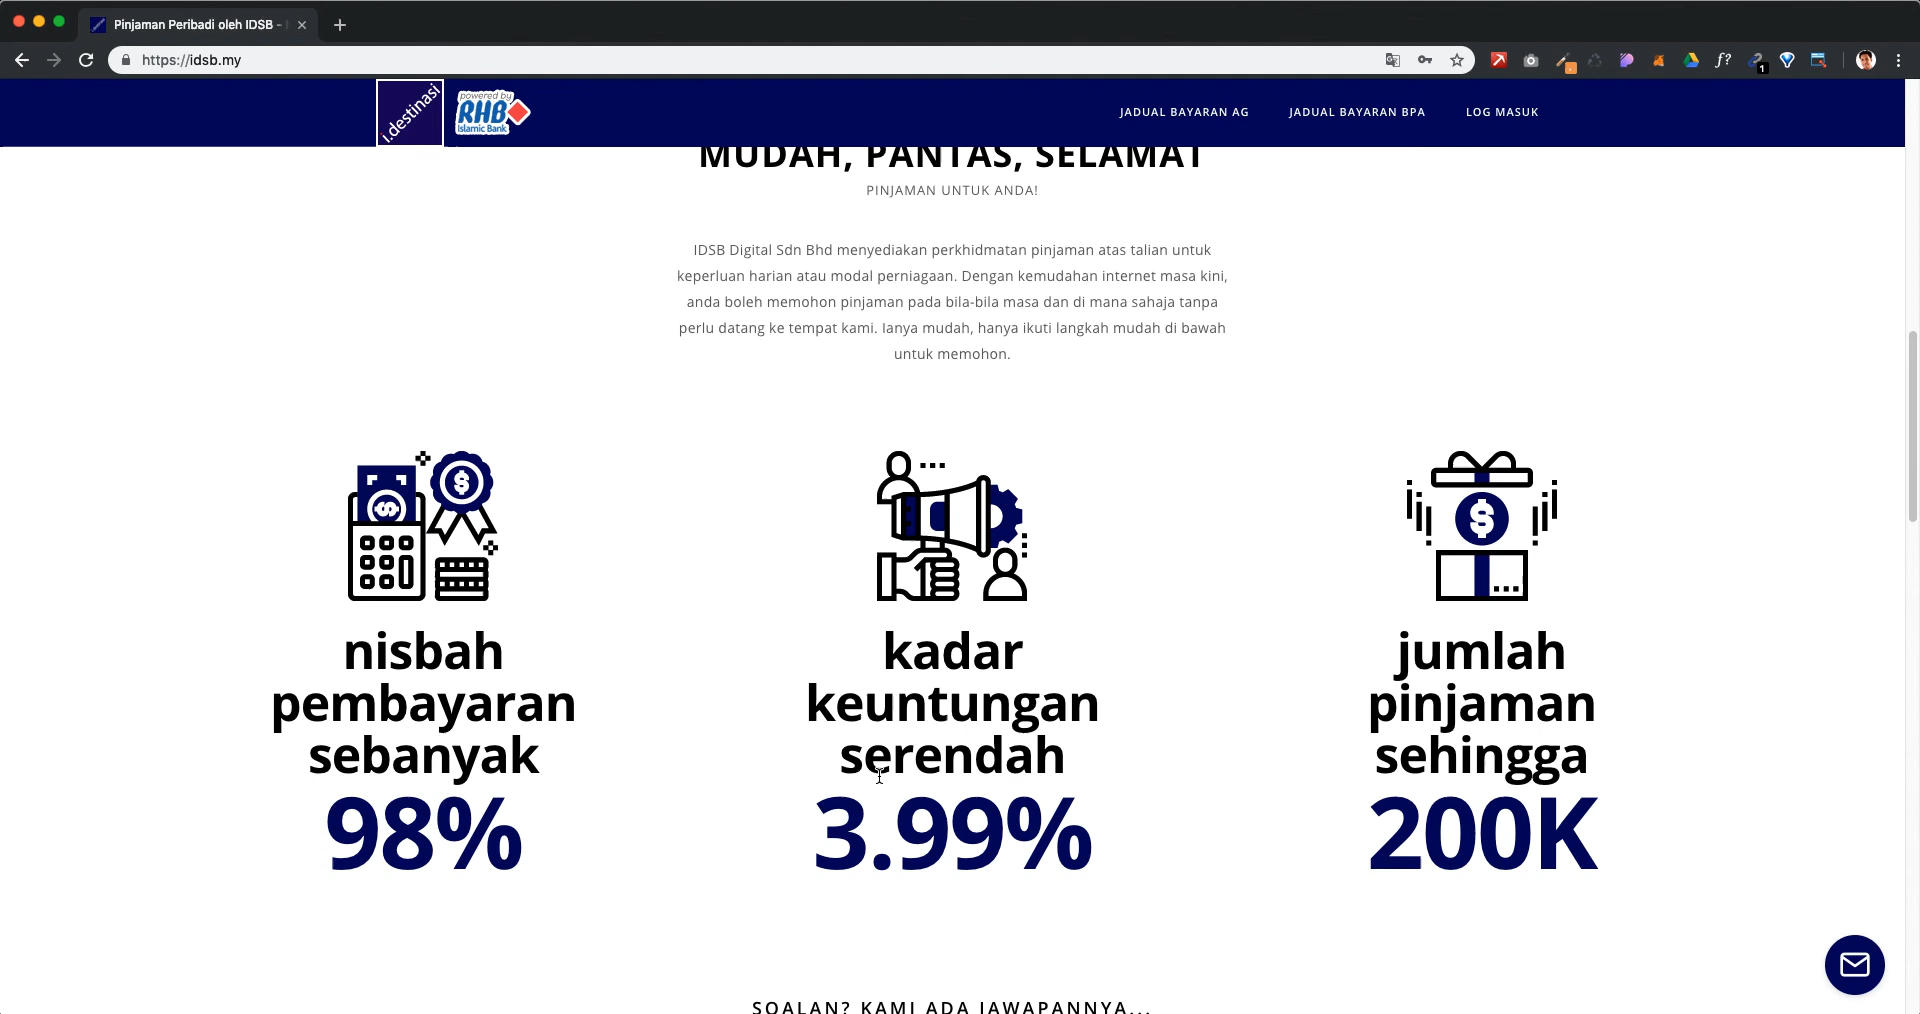 Pinjaman Peribadi oleh IDSB -
https://idsb.my
f?
1
i.destinasi
powered by
RHB
Islamic Bank
JADUAL BAYARAN AG
JADUAL BAYARAN BPA
LOG MASUK
MUDAH, PANTAS, SELAMAT
PINJAMAN UNTUK ANDA!
IDSB Digital Sdn Bhd menyediakan perkhidmatan pinjaman atas talian untuk
keperluan harian atau modal perniagaan. Dengan kemudahan internet masa kini,
anda boleh memohon pinjaman pada bila-bila masa dan di mana sahaja tanpa
perlu datang ke tempat kami. Ianya mudah, hanya ikuti langkah mudah di bawah
untuk memohon.
nisbah
pembayaran
sebanyak
98%
kadar
keuntungan
serendah
3.99%
jumlah
pinjaman
sehingga
200K
SOALAN? KAMI ADA JAWAPANNYA...